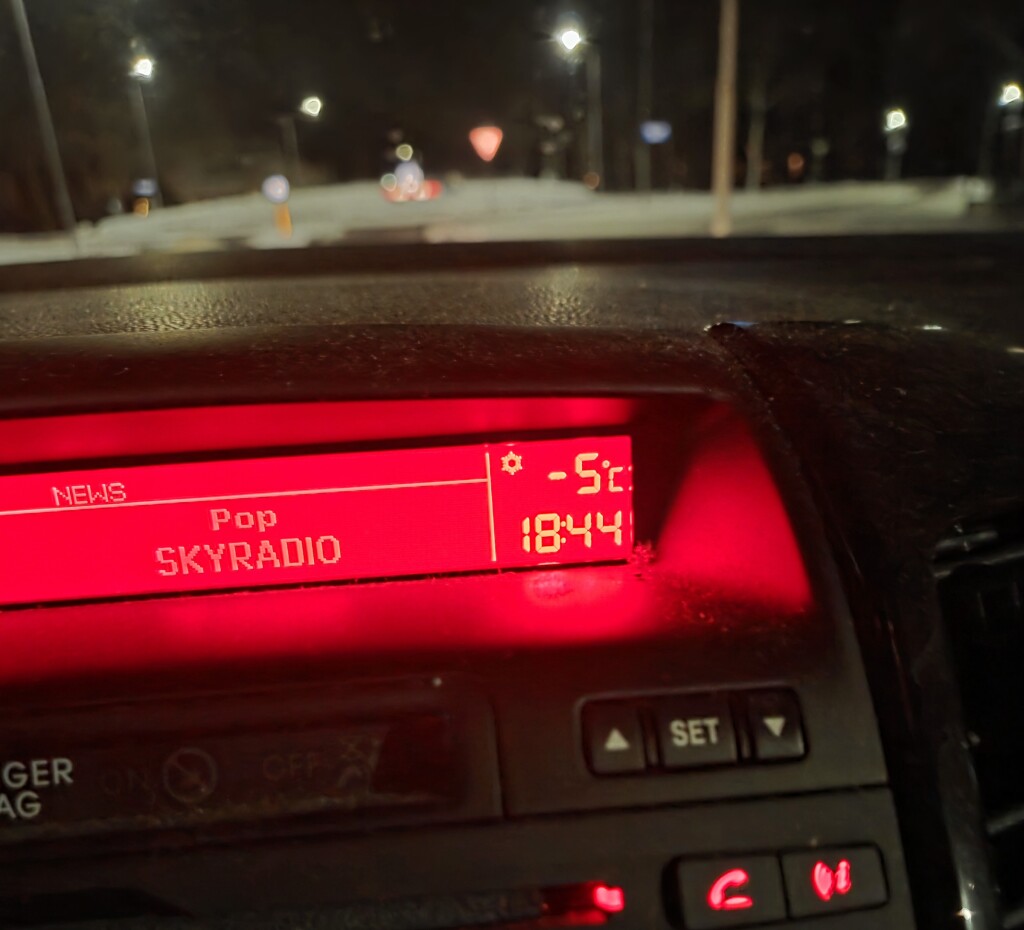 NEWS
-5°C
Pop
18:44
SKYRADIO
SET
GER
AG
ON
OFF